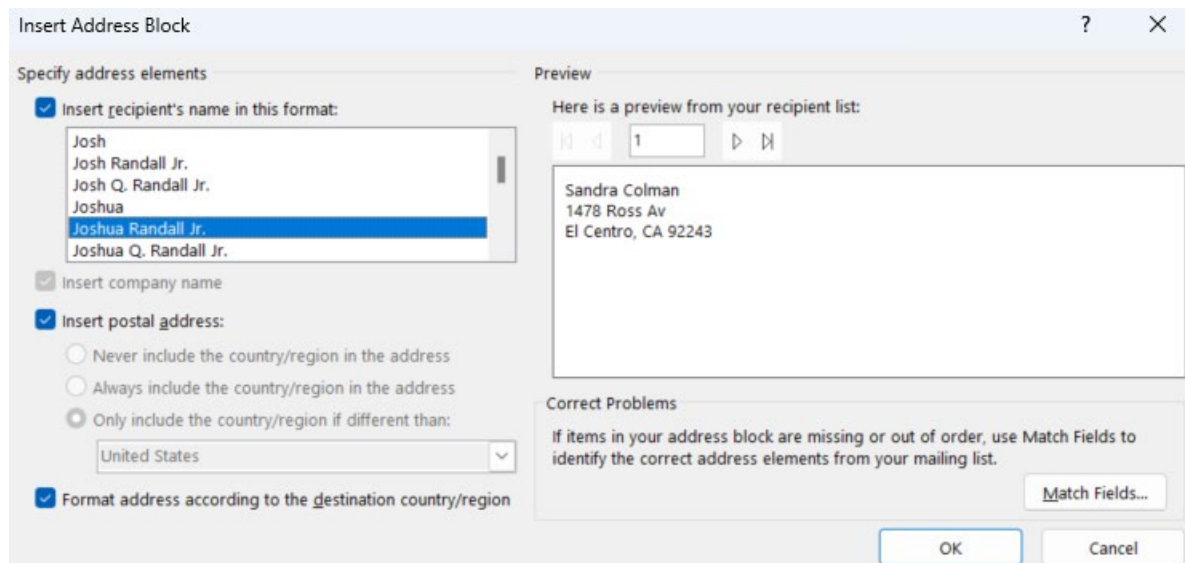 Insert Address Block
?
Specify address elements
Insert recipient's name in this format:
Josh
Josh Randall Jr.
Josh Q. Randall Jr.
Joshua
Joshua Randall Jr.
Joshua Q. Randall Jr.
Insert company name
Insert postal address:
Never include the country/region in the address
Always include the country/region in the address
Only include the country/region if different than:
United States
Format address according to the destination country/region
Preview
Here is a preview from your recipient list:
1
Sandra Colman
1478 Ross Av
El Centro, CA 92243
Correct Problems
If items in your address block are missing or out of order, use Match Fields to
identify the correct address elements from your mailing list.
Match Fields...
OK
Cancel